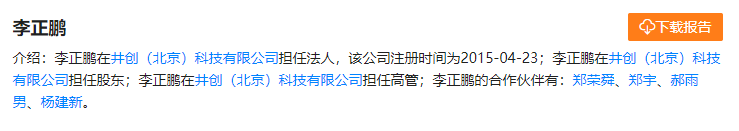 李正鹏
下载报告
介绍：李正鹏在井创（北京）科技有限公司担任法人，该公司注册时间为2015-04-23；李正鹏在井创（北京）科技
有限公司担任股东；李正鹏在井创（北京）科技有限公司担任高管；李正鹏的合作伙伴有：郑荣舜、郑宇、郝雨
男、杨建新。